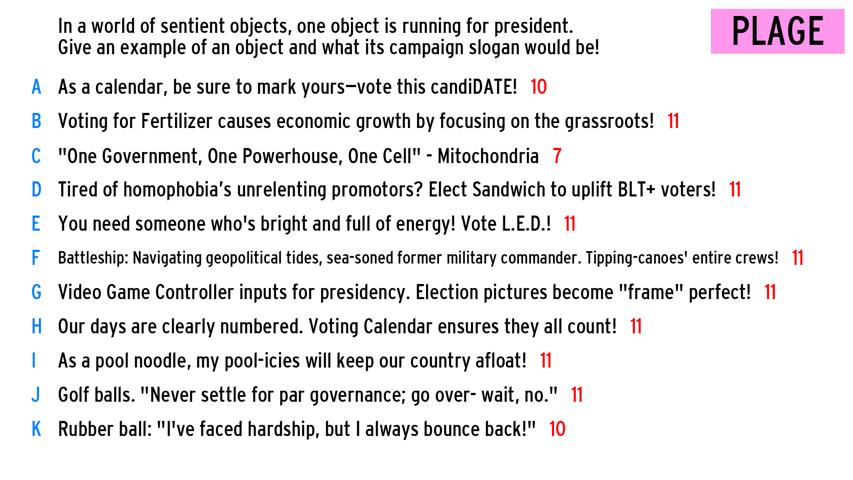 In a world of sentient objects, one object is running for president.
Give an example of an object and what its campaign slogan would be!
PLAGE
A As a calendar, be sure to mark yours—vote this candiDATE! 10
B Voting for Fertilizer causes economic growth by focusing on the grassroots! 11
C "One Government, One Powerhouse, One Cell" - Mitochondria 7
D Tired of homophobia's unrelenting promotors? Elect Sandwich to uplift BLT+ voters! 11
E You need someone who's bright and full of energy! Vote L.E.D.! 11
F Battleship: Navigating geopolitical tides, sea-soned former military commander. Tipping-canoes' entire crews! 11
G Video Game Controller inputs for presidency. Election pictures become "frame" perfect! 11
H Our days are clearly numbered. Voting Calendar ensures they all count! 11
I As a pool noodle, my pool-icies will keep our country afloat! 11
J Golf balls. "Never settle for par governance; go over- wait, no." 11
K Rubber ball: "I've faced hardship, but I always bounce back!" 10